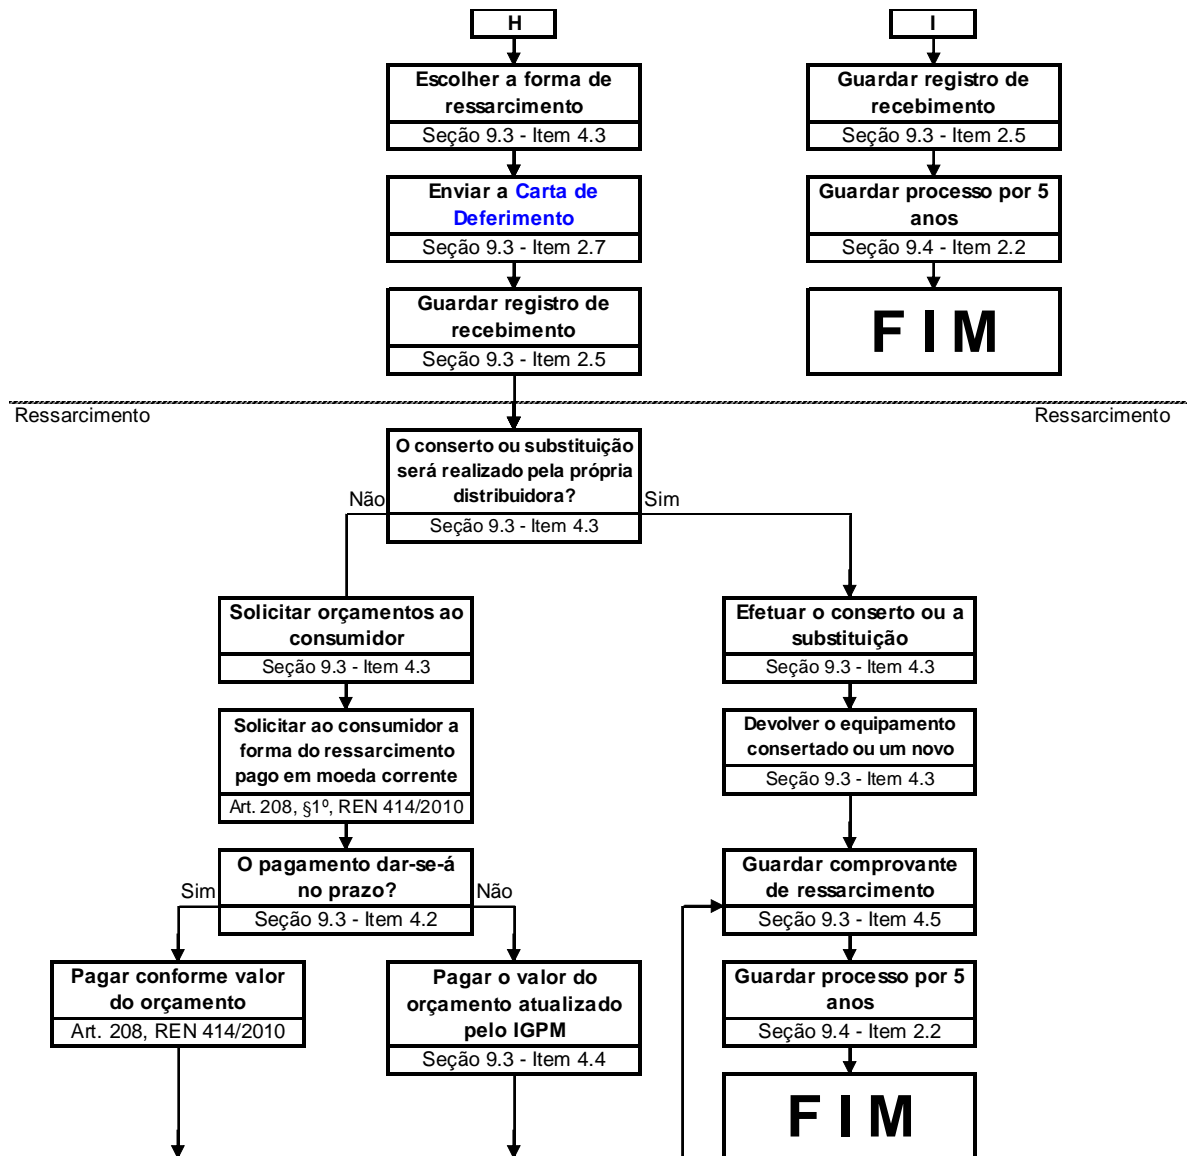 H
I
Escolher a forma de
ressarcimento
Seção 9.3 - Item 4.3
Guardar registro de
recebimento
Seção 9.3 - Item 2.5
Enviar a Carta de
Deferimento
Seção 9.3 - Item 2.7
Guardar processo por 5
anos
Seção 9.4 - Item 2.2
Guardar registro de
recebimento
Seção 9.3 - Item 2.5
F I M
Ressarcimento
Ressarcimento
O conserto ou substituição
será realizado pela própria
distribuidora?
Seção 9.3 - Item 4.3
Não
Sim
Solicitar orçamentos ao
consumidor
Seção 9.3 - Item 4.3
Efetuar o conserto ou a
substituição
Seção 9.3 - Item 4.3
Solicitar ao consumidor a
forma do ressarcimento
pago em moeda corrente
Art. 208, §1º, REN 414/2010
Devolver o equipamento
consertado ou um novo
Seção 9.3 - Item 4.3
O pagamento dar-se-á
no prazo?
Seção 9.3 - Item 4.2
Sim
Não
Guardar comprovante
de ressarcimento
Seção 9.3 - Item 4.5
Pagar conforme valor
do orçamento
Art. 208, REN 414/2010
Pagar o valor do
orçamento atualizado
pelo IGPM
Seção 9.3 - Item 4.4
Guardar processo por 5
anos
Seção 9.4 - Item 2.2
F I M